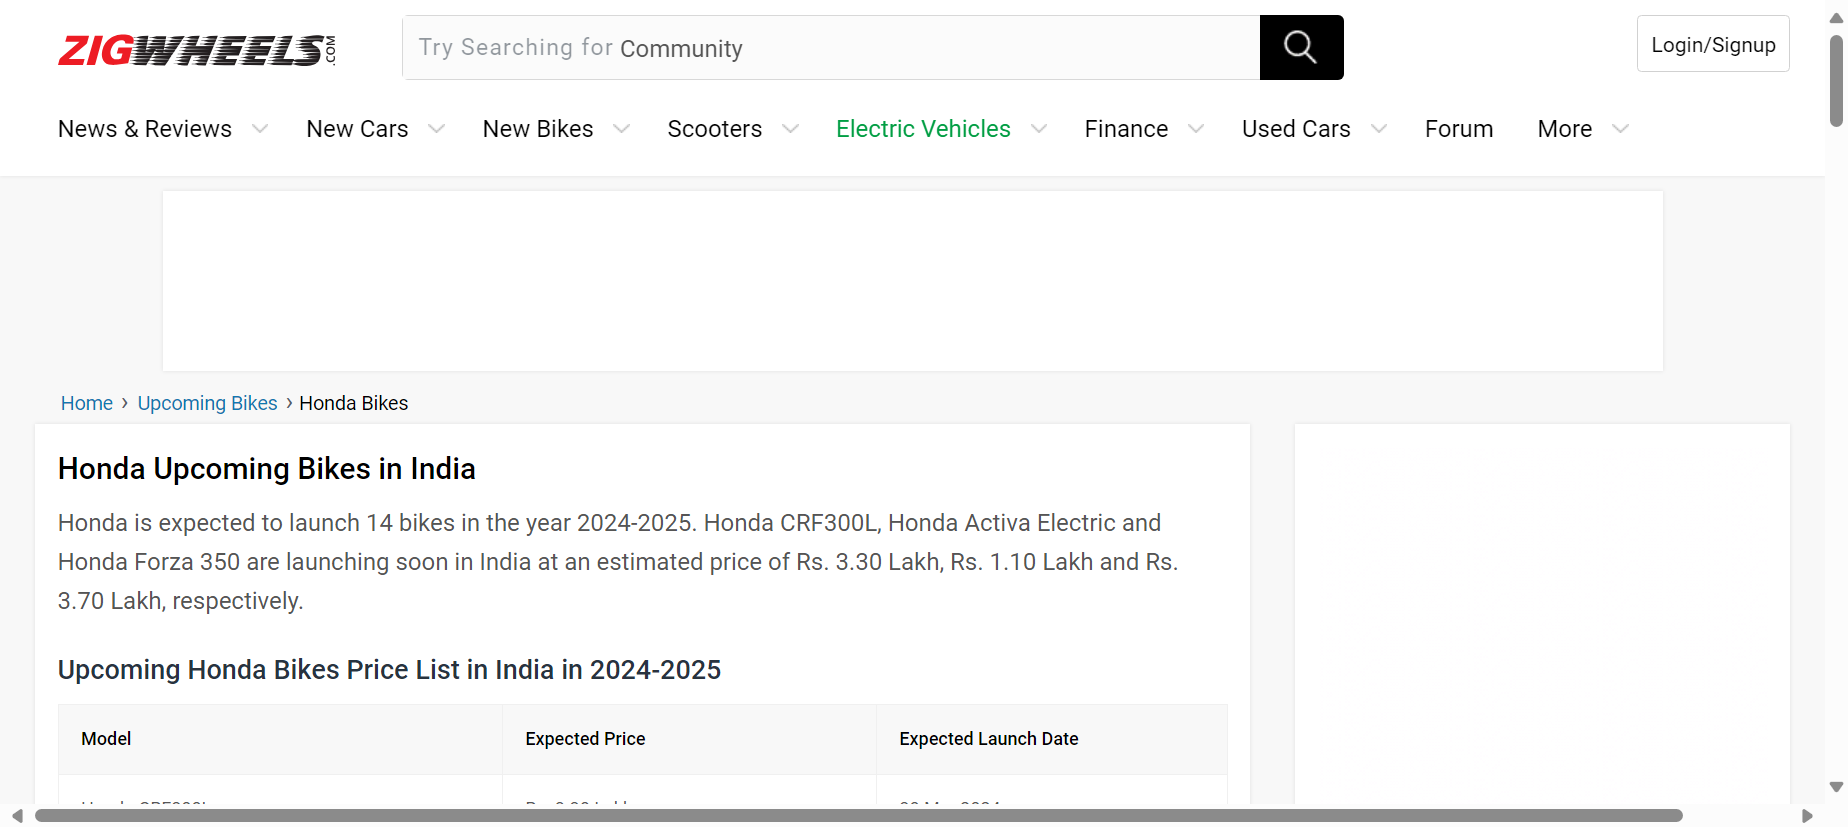 ZIGWHEELS.COM
Try Searching for Community
Login/Signup
News & Reviews New Cars New Bikes Scooters Electric Vehicles Finance Used Cars Forum More
Home › Upcoming Bikes › Honda Bikes
Honda Upcoming Bikes in India
Honda is expected to launch 14 bikes in the year 2024-2025. Honda CRF300L, Honda Activa Electric and
Honda Forza 350 are launching soon in India at an estimated price of Rs. 3.30 Lakh, Rs. 1.10 Lakh and Rs.
3.70 Lakh, respectively.
Upcoming Honda Bikes Price List in India in 2024-2025
Model Expected Price Expected Launch Date